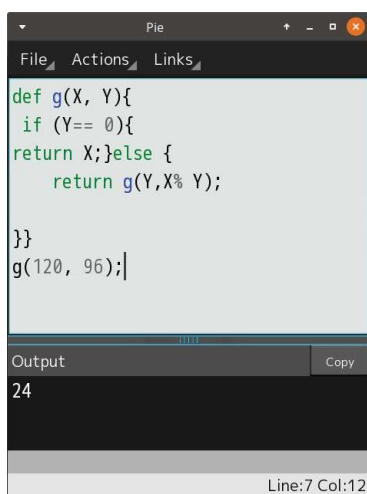 Pie
File Actions Links
def g(X, Y){
 if (Y== 0){
return X;}else {
    return g(Y,X% Y);

}}
g(120, 96);
Output Copy
24
Line:7 Col:12